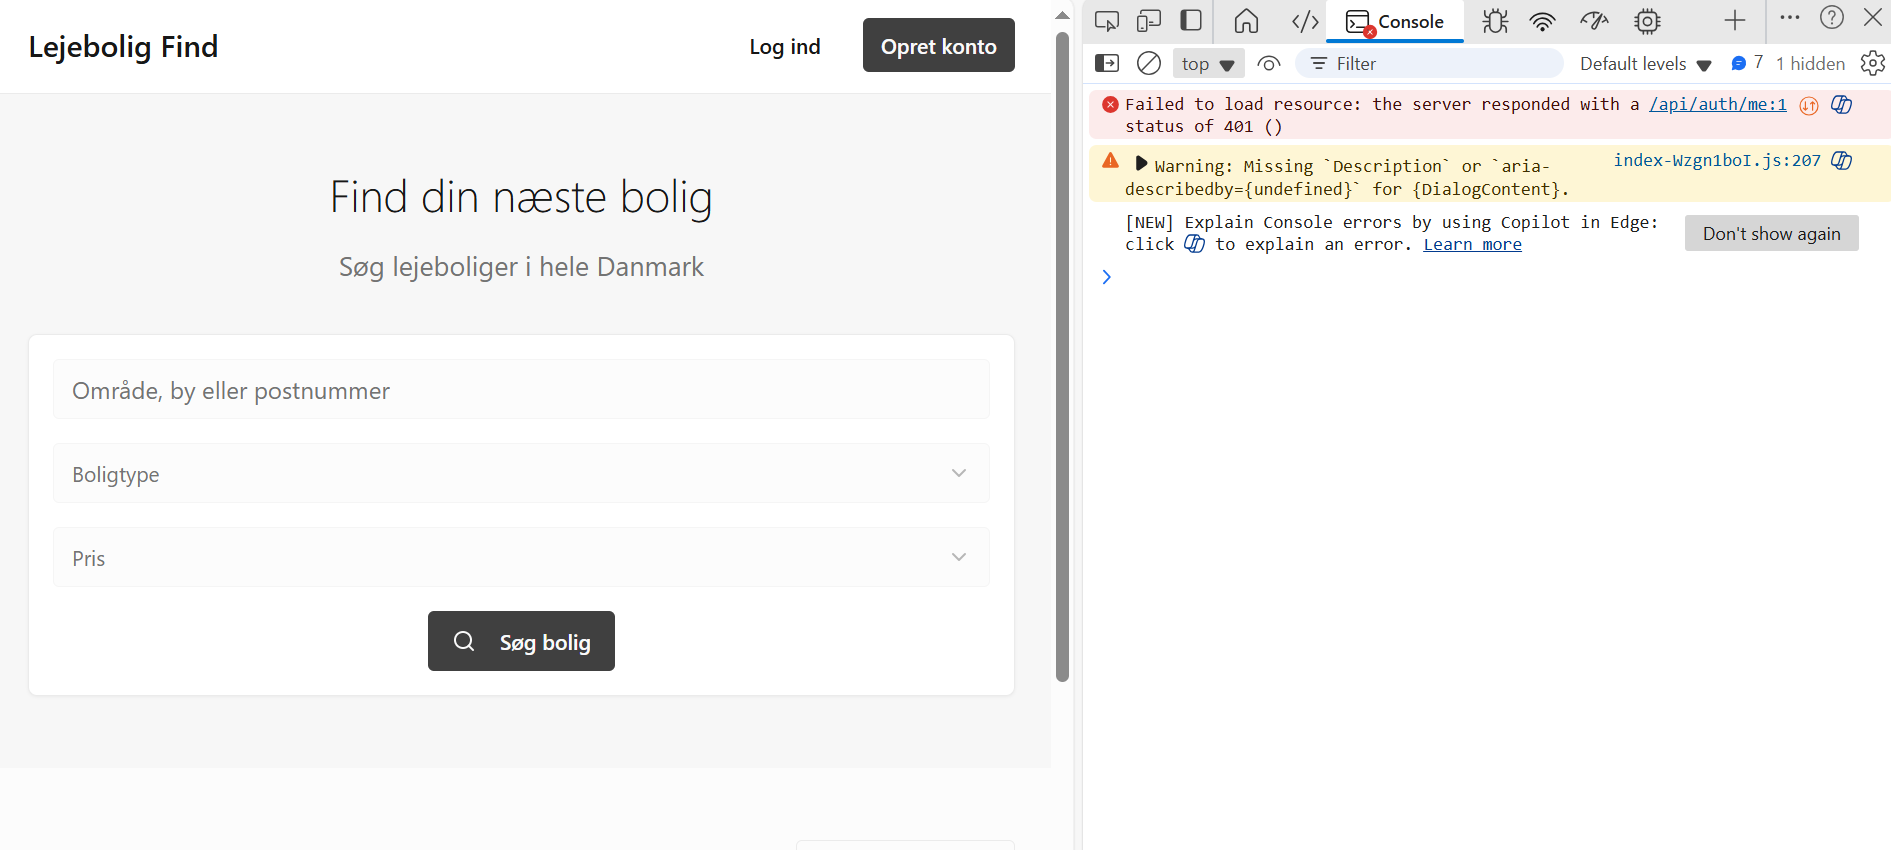 Lejebolig Find
Log ind
Opret konto
Find din næste bolig
Søg lejeboliger i hele Danmark
Område, by eller postnummer
Boligtype
Pris
Søg bolig
Console
top
Filter
Default levels
7
1 hidden
Failed to load resource: the server responded with a /api/auth/me:1
status of 401 ()
Warning: Missing `Description` or `aria- index-Wzgn1boI.js:207
describedby={undefined}` for {DialogContent}.
[NEW] Explain Console errors by using Copilot in Edge:
click to explain an error. Learn more
Don't show again